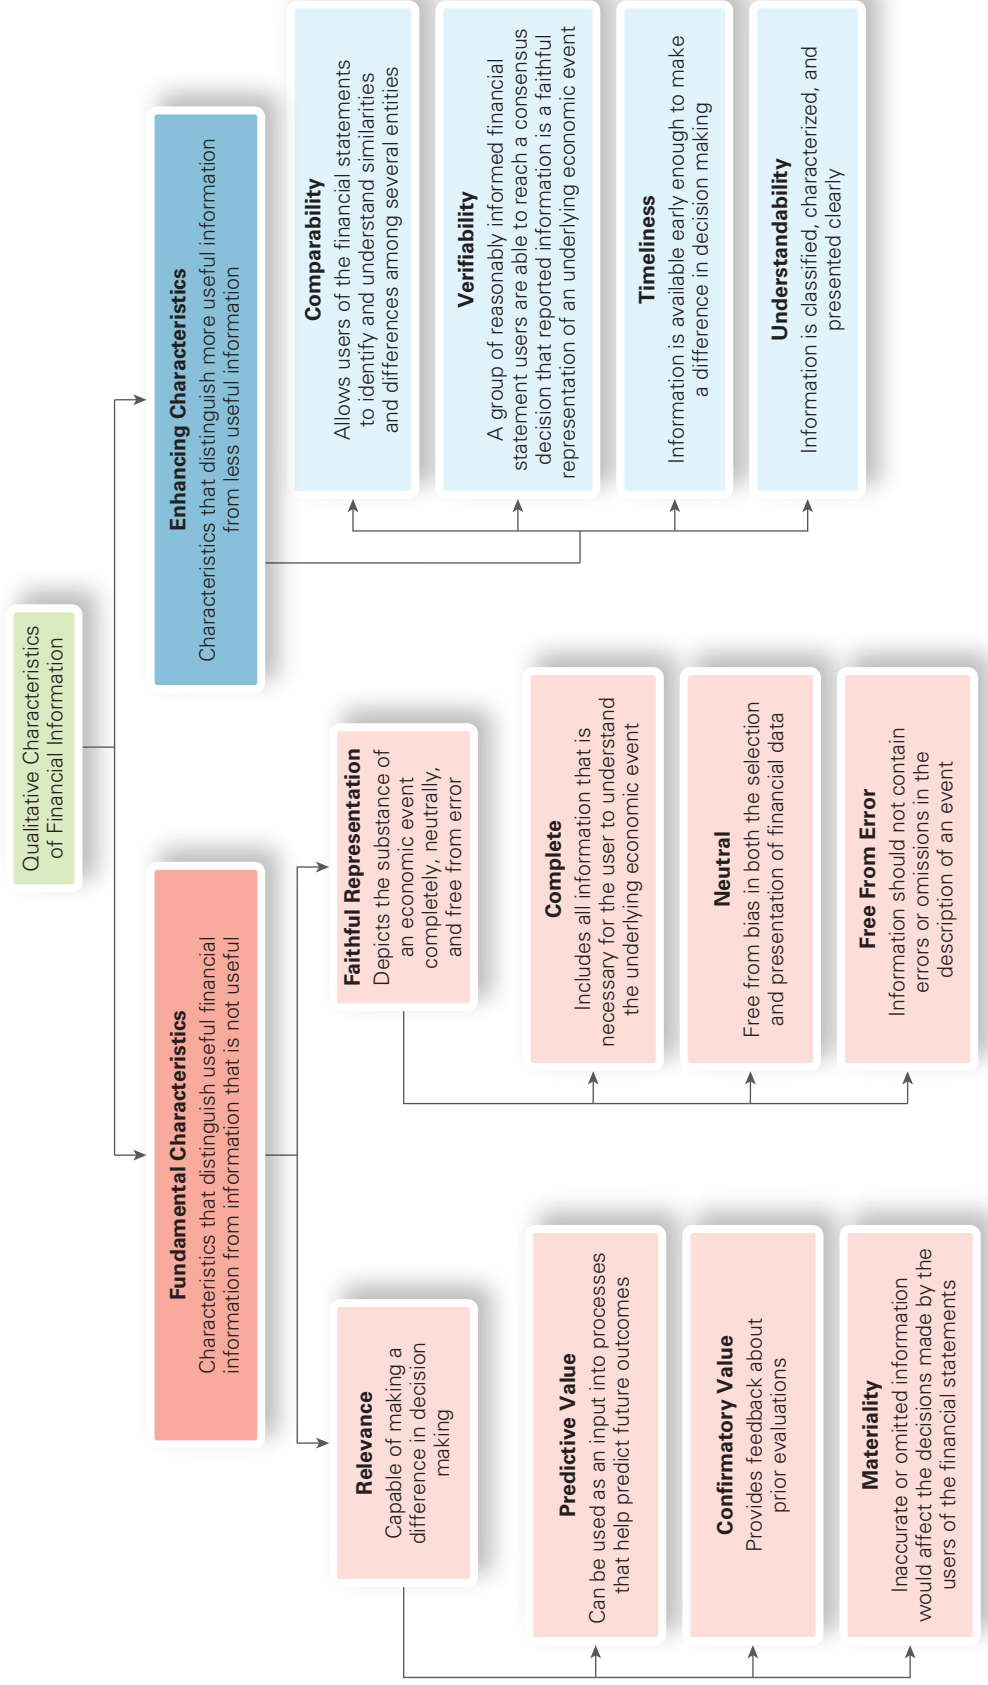 Qualitative Characteristics
of Financial Information
Fundamental Characteristics
Characteristics that distinguish useful financial
information from information that is not useful
Relevance
Capable of making a
difference in decision
making
Predictive Value
Can be used as an input into processes
that help predict future outcomes
Confirmatory Value
Provides feedback about
prior evaluations
Materiality
Inaccurate or omitted information
would affect the decisions made by the
users of the financial statements
Faithful Representation
Depicts the substance of
an economic event
completely, neutrally,
and free from error
Complete
Includes all information that is
necessary for the user to understand
the underlying economic event
Neutral
Free from bias in both the selection
and presentation of financial data
Free From Error
Information should not contain
errors or omissions in the
description of an event
Enhancing Characteristics
Characteristics that distinguish more useful information
from less useful information
Comparability
Allows users of the financial statements
to identify and understand similarities
and differences among several entities
Verifiability
A group of reasonably informed financial
statement users are able to reach a consensus
decision that reported information is a faithful
representation of an underlying economic event
Timeliness
Information is available early enough to make
a difference in decision making
Understandability
Information is classified, characterized, and
presented clearly